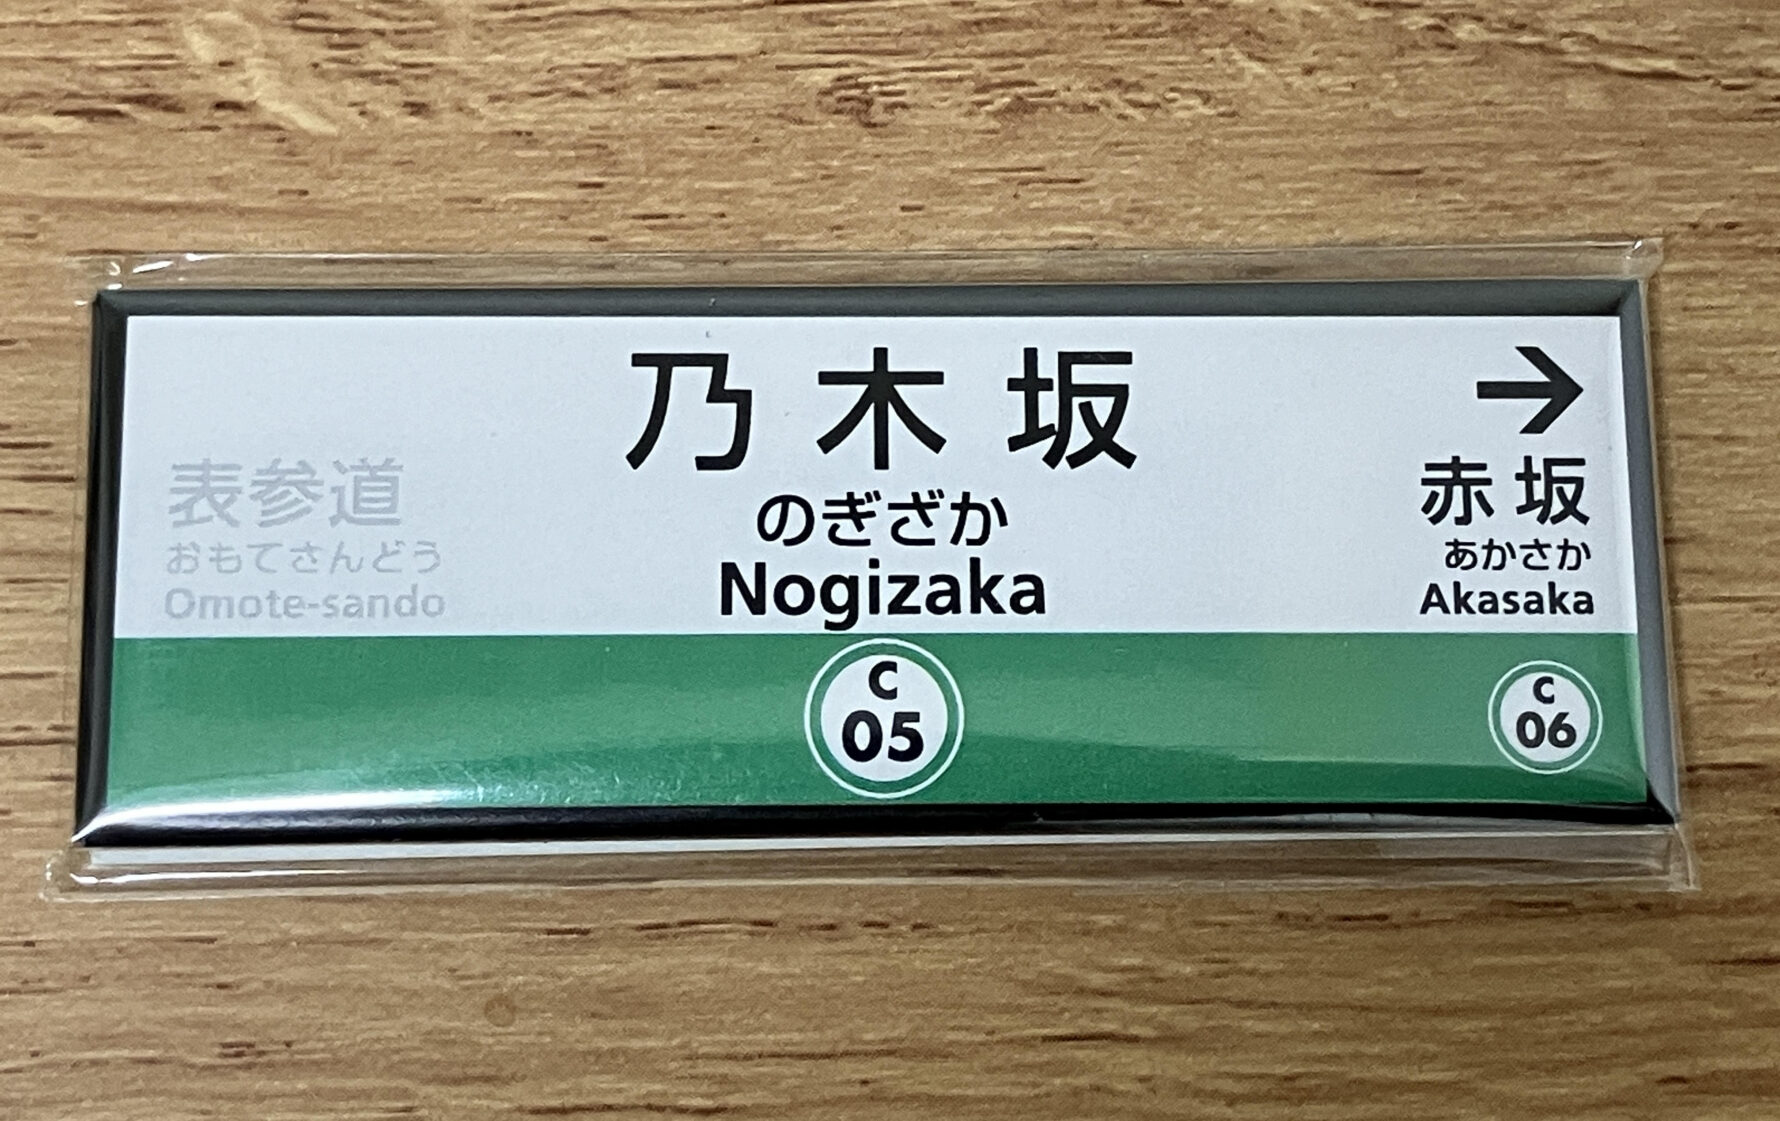 表参道
おもてさんどう
Omote-sando
乃木坂
のぎざか
Nogizaka
C
05
→
赤坂
あかさか
Akasaka
C
06